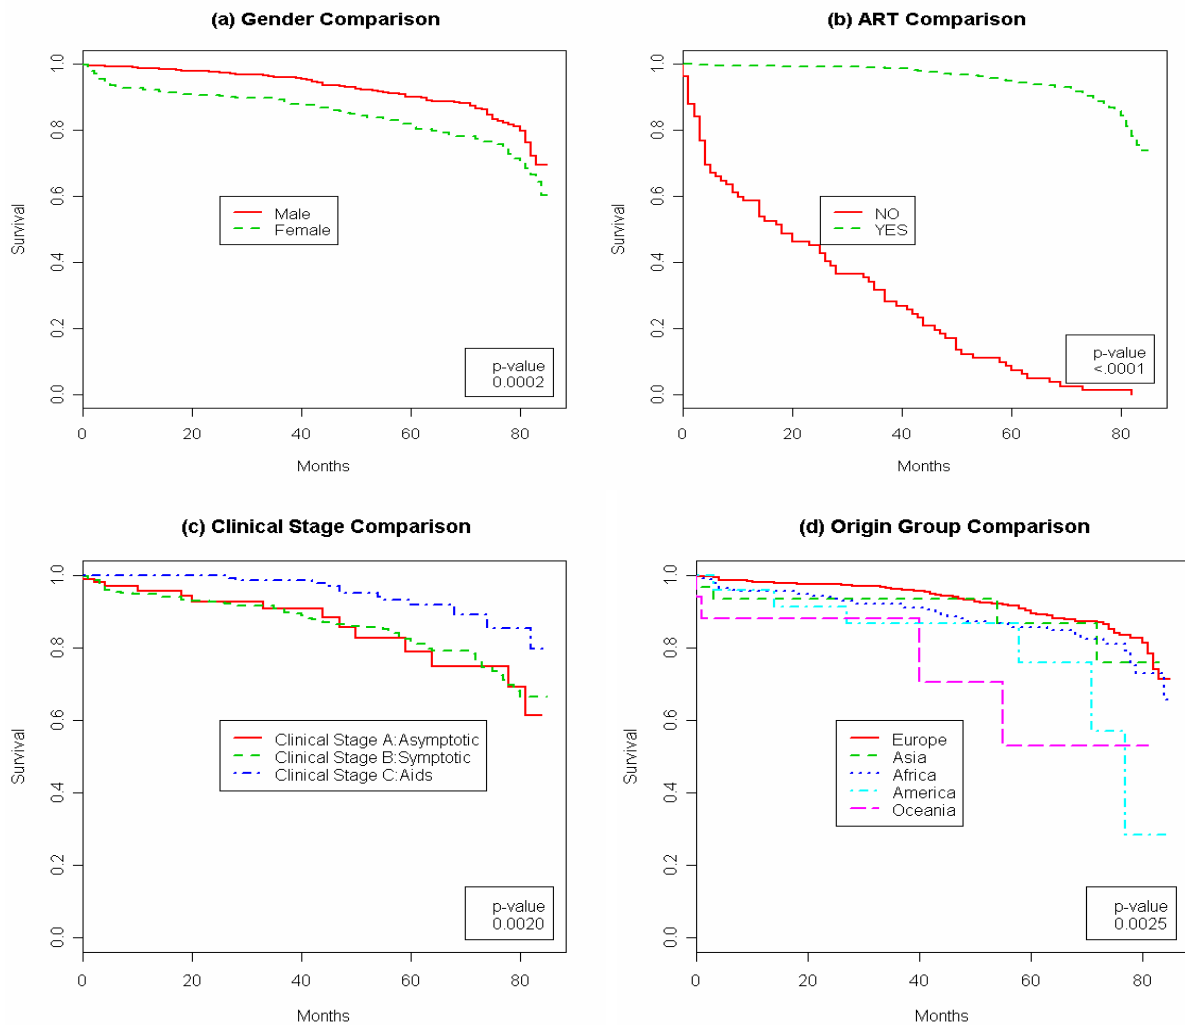 (a) Gender Comparison
Survival
0.0 0.2 0.4 0.6 0.8 1.0
Male
Female
p-value
0.0002
0 20 40 60 80
Months
(b) ART Comparison
Survival
0.0 0.2 0.4 0.6 0.8 1.0
NO
YES
p-value
<.0001
0 20 40 60 80
Months
(c) Clinical Stage Comparison
Survival
0.0 0.2 0.4 0.6 0.8 1.0
Clinical Stage A:Asymptotic
Clinical Stage B:Symptotic
Clinical Stage C:Aids
p-value
0.0020
0 20 40 60 80
Months
(d) Origin Group Comparison
Survival
0.0 0.2 0.4 0.6 0.8 1.0
Europe
Asia
Africa
America
Oceania
p-value
0.0025
0 20 40 60 80
Months